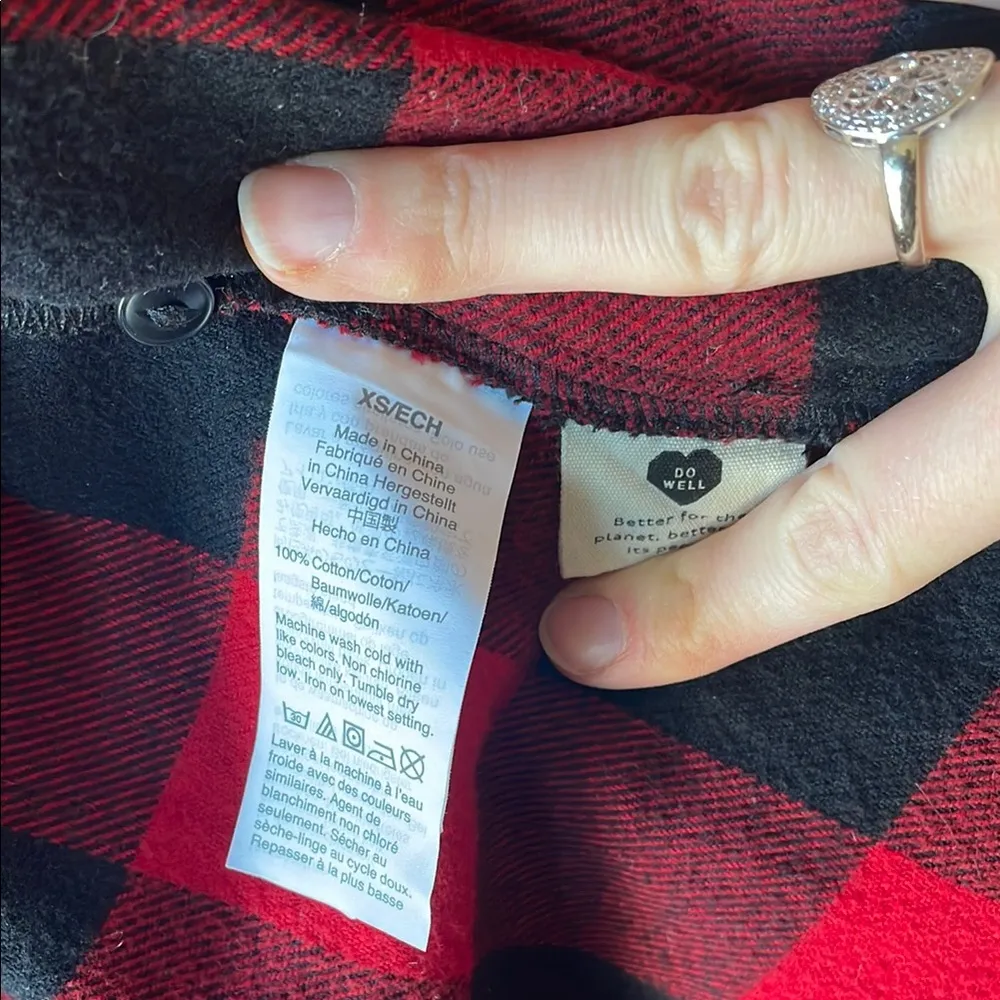 XS/ECH
Made in China
Fabriqué en Chine
in China Hergestellt
Vervaardigd in China
中国製
Hecho en China
100% Cotton/Coton/
Baumwolle/Katoen/
綿/algodón
Machine wash cold with
like colors. Non chlorine
bleach only. Tumble dry
low. Iron on lowest setting.
30
Laver à la machine à l'eau
froide avec des couleurs
similaires. Agent de
blanchiment non chloré
seulement. Sécher au
sèche-linge au cycle doux.
Repasser à la plus basse
DO
WELL
Better for the
planet, better
its